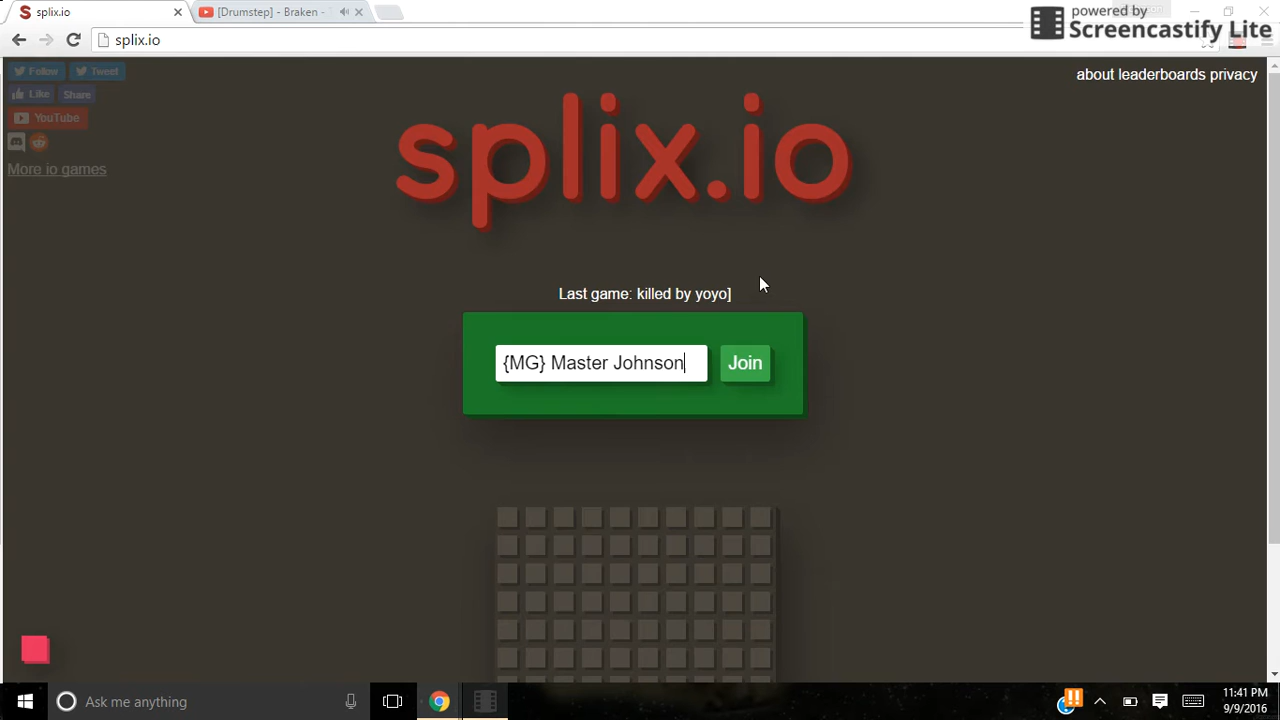 splix.io
[Drumstep] - Braken -
powered by
Screencastify Lite
splix.io
Follow
Tweet
Like
Share
YouTube
More io games
about leaderboards privacy
splix.io
Last game: killed by yoyo]
{MG} Master Johnson
Join
Ask me anything
11:41 PM
9/9/2016